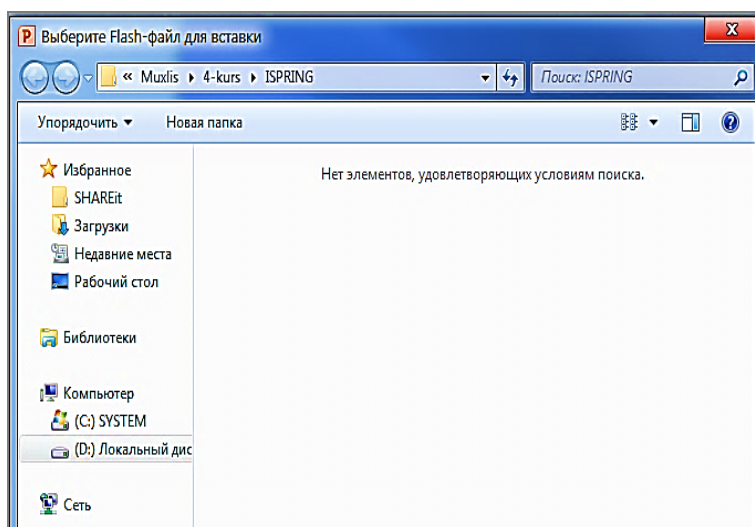 Выберите Flash-файл для вставки
« Muxlis ▸ 4-kurs ▸ ISPRING
Поиск: ISPRING
Упорядочить ▾ Новая папка
Избранное
SHAREit
Загрузки
Недавние места
Рабочий стол
Библиотеки
Компьютер
(C:) SYSTEM
(D:) Локальный дис
Сеть
Нет элементов, удовлетворяющих условиям поиска.